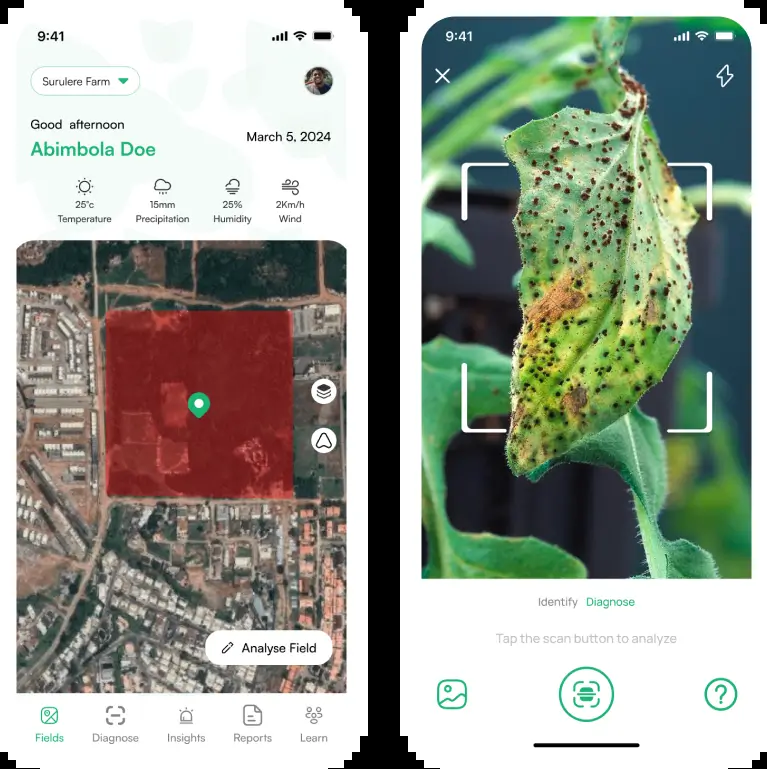 9:41
Surulere Farm
Good afternoon
Abimbola Doe
March 5, 2024
25°c
Temperature
15mm
Precipitation
25%
Humidity
2Km/h
Wind
Analyse Field
Fields
Diagnose
Insights
Reports
Learn
9:41
Identify Diagnose
Tap the scan button to analyze